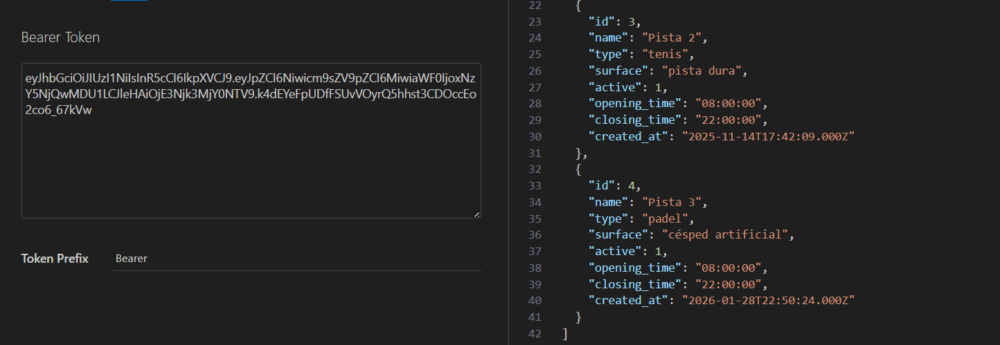 Bearer Token
eyJhbGciOiJIUzI1NiIsInR5cCI6IkpXVCJ9.eyJpZCI6Niwicm9sZV9pZCI6MiwiaWF0IjoxNz
Y5NjQwMDU1LCJleHAiOjE3Njk3MjY0NTV9.k4dEYeFpUDfFSUvVOyrQ5hhst3CDOccEo
2co6_67kVw
Token Prefix Bearer
22 {
23 "id": 3,
24 "name": "Pista 2",
25 "type": "tenis",
26 "surface": "pista dura",
27 "active": 1,
28 "opening_time": "08:00:00",
29 "closing_time": "22:00:00",
30 "created_at": "2025-11-14T17:42:09.000Z"
31 },
32 {
33 "id": 4,
34 "name": "Pista 3",
35 "type": "padel",
36 "surface": "césped artificial",
37 "active": 1,
38 "opening_time": "08:00:00",
39 "closing_time": "22:00:00",
40 "created_at": "2026-01-28T22:50:24.000Z"
41 }
42 ]